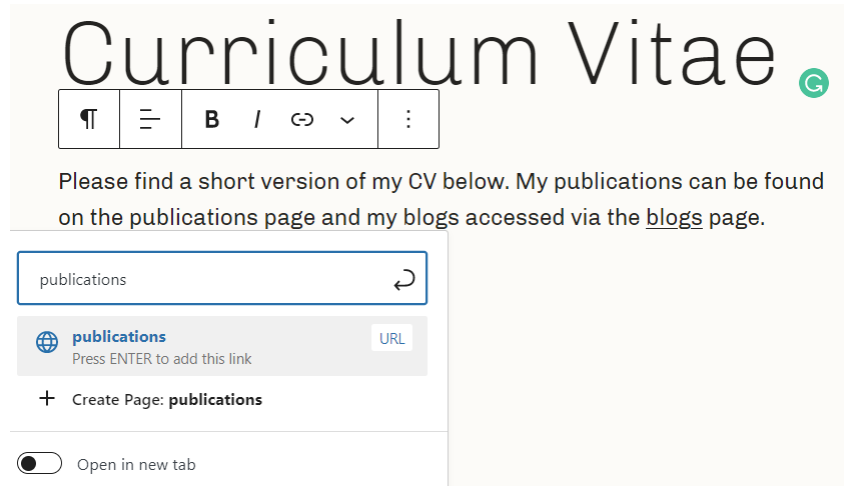 Curriculum Vitae
B I
Please find a short version of my CV below. My publications can be found
on the publications page and my blogs accessed via the blogs page.
publications
publications URL
Press ENTER to add this link
Create Page: publications
Open in new tab